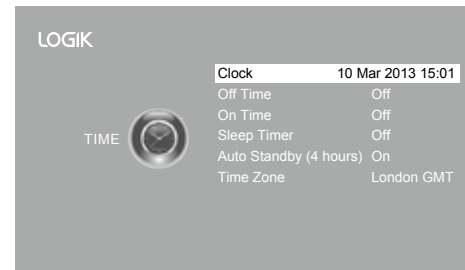 LOGIK
Clock 10 Mar 2013 15:01
Off Time Off
On Time Off
Sleep Timer Off
TIME
Auto Standby (4 hours) On
Time Zone London GMT